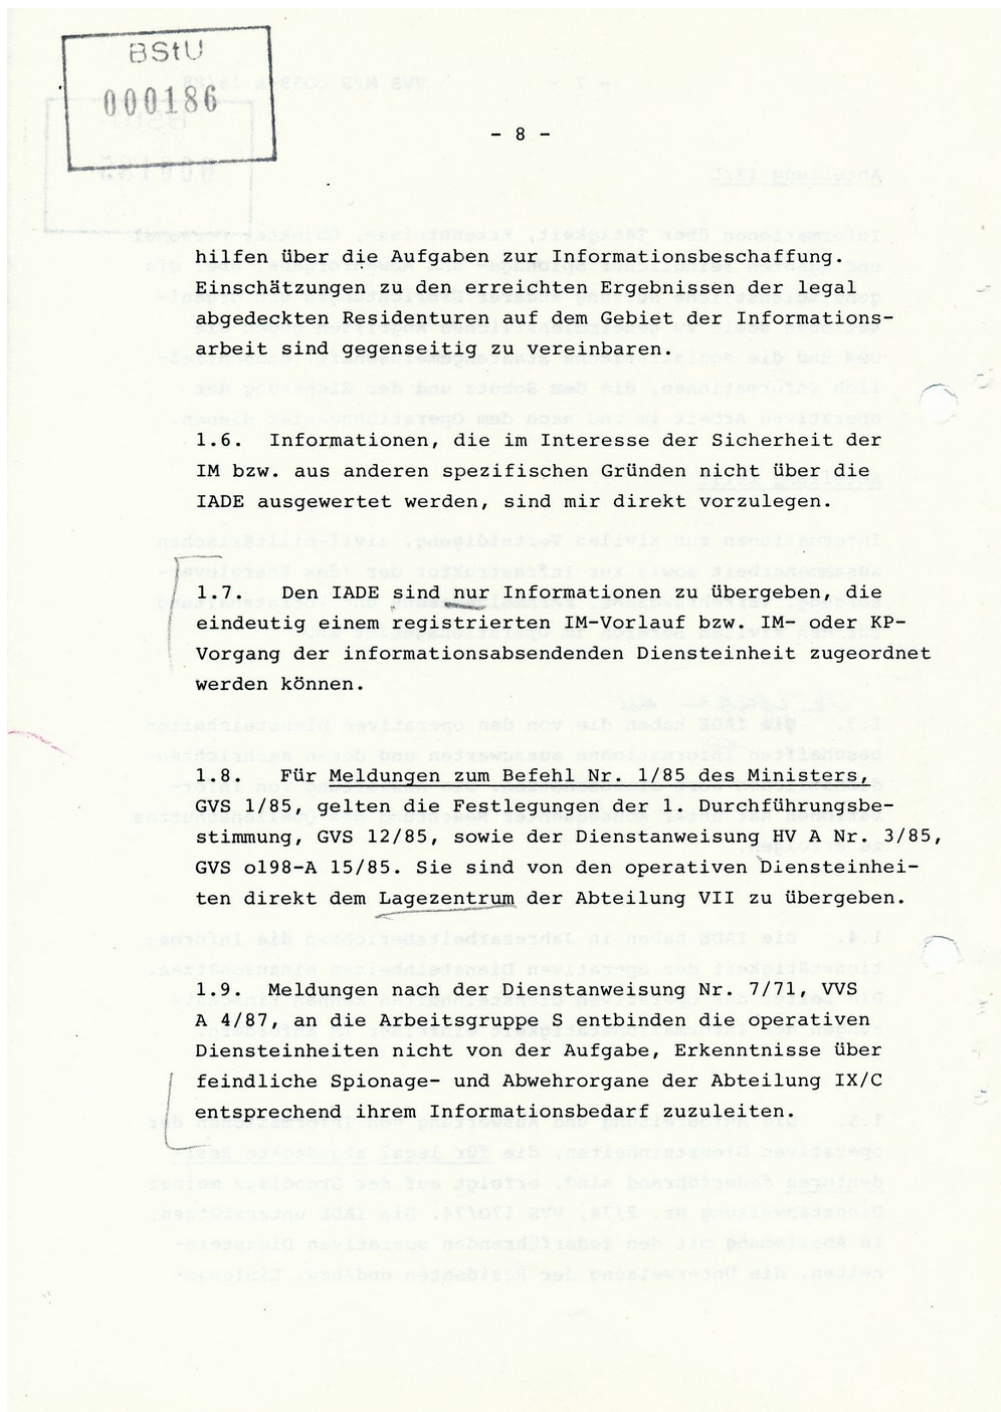 BStU
000186
- 8 -
hilfen über die Aufgaben zur Informationsbeschaffung.
Einschätzungen zu den erreichten Ergebnissen der legal
abgedeckten Residenturen auf dem Gebiet der Informations-
arbeit sind gegenseitig zu vereinbaren.
1.6. Informationen, die im Interesse der Sicherheit der
IM bzw. aus anderen spezifischen Gründen nicht über die
IADE ausgewertet werden, sind mir direkt vorzulegen.
1.7. Den IADE sind nur Informationen zu übergeben, die
eindeutig einem registrierten IM-Vorlauf bzw. IM- oder KP-
Vorgang der informationsabsendenden Diensteinheit zugeordnet
werden können.
1.8. Für Meldungen zum Befehl Nr. 1/85 des Ministers,
GVS 1/85, gelten die Festlegungen der 1. Durchführungsbe-
stimmung, GVS 12/85, sowie der Dienstanweisung HV A Nr. 3/85,
GVS o198-A 15/85. Sie sind von den operativen Diensteinhei-
ten direkt dem Lagezentrum der Abteilung VII zu übergeben.
1.9. Meldungen nach der Dienstanweisung Nr. 7/71, VVS
A 4/87, an die Arbeitsgruppe S entbinden die operativen
Diensteinheiten nicht von der Aufgabe, Erkenntnisse über
feindliche Spionage- und Abwehrorgane der Abteilung IX/C
entsprechend ihrem Informationsbedarf zuzuleiten.